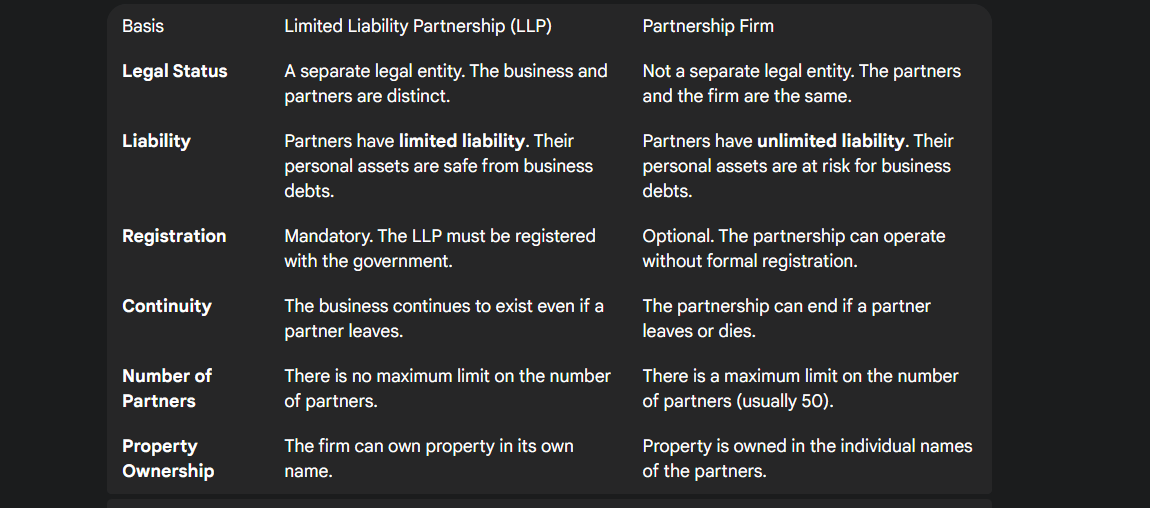 Basis
Limited Liability Partnership (LLP)
Partnership Firm
Legal Status
A separate legal entity. The business and
partners are distinct.
Not a separate legal entity. The partners
and the firm are the same.
Liability
Partners have limited liability. Their
personal assets are safe from business
debts.
Partners have unlimited liability. Their
personal assets are at risk for business
debts.
Registration
Mandatory. The LLP must be registered
with the government.
Optional. The partnership can operate
without formal registration.
Continuity
The business continues to exist even if a
partner leaves.
The partnership can end if a partner
leaves or dies.
Number of
Partners
There is no maximum limit on the number
of partners.
There is a maximum limit on the number
of partners (usually 50).
Property
Ownership
The firm can own property in its own
name.
Property is owned in the individual names
of the partners.